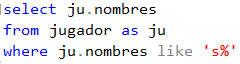 select ju.nombres
from jugador as ju
where ju.nombres like 's%'